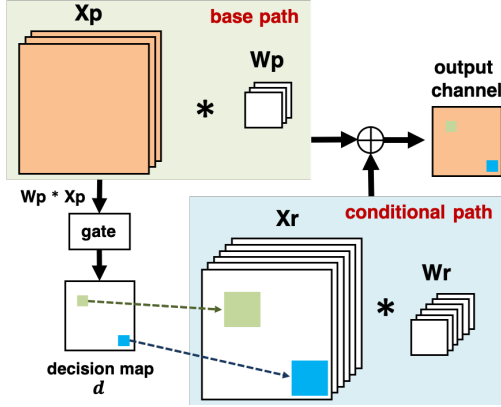 Xp
base path
Wp
*
output
channel
Wp * Xp
gate
Xr
conditional path
Wr
*
decision map
d